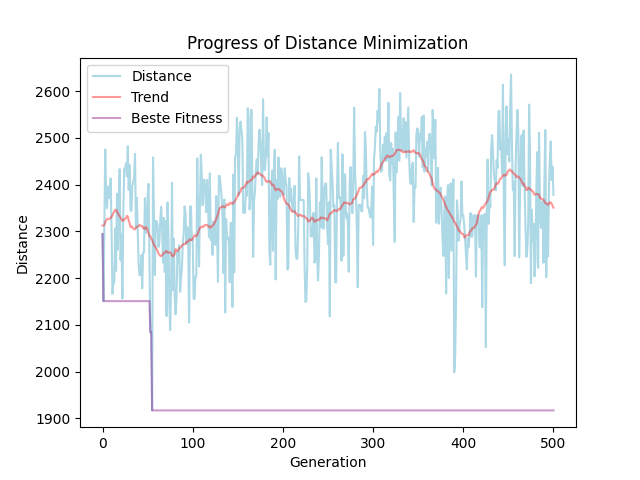 Progress of Distance Minimization
Distance
Trend
Beste Fitness
2600
2500
2400
2300
2200
2100
2000
1900
Distance
0
100
200
300
400
500
Generation